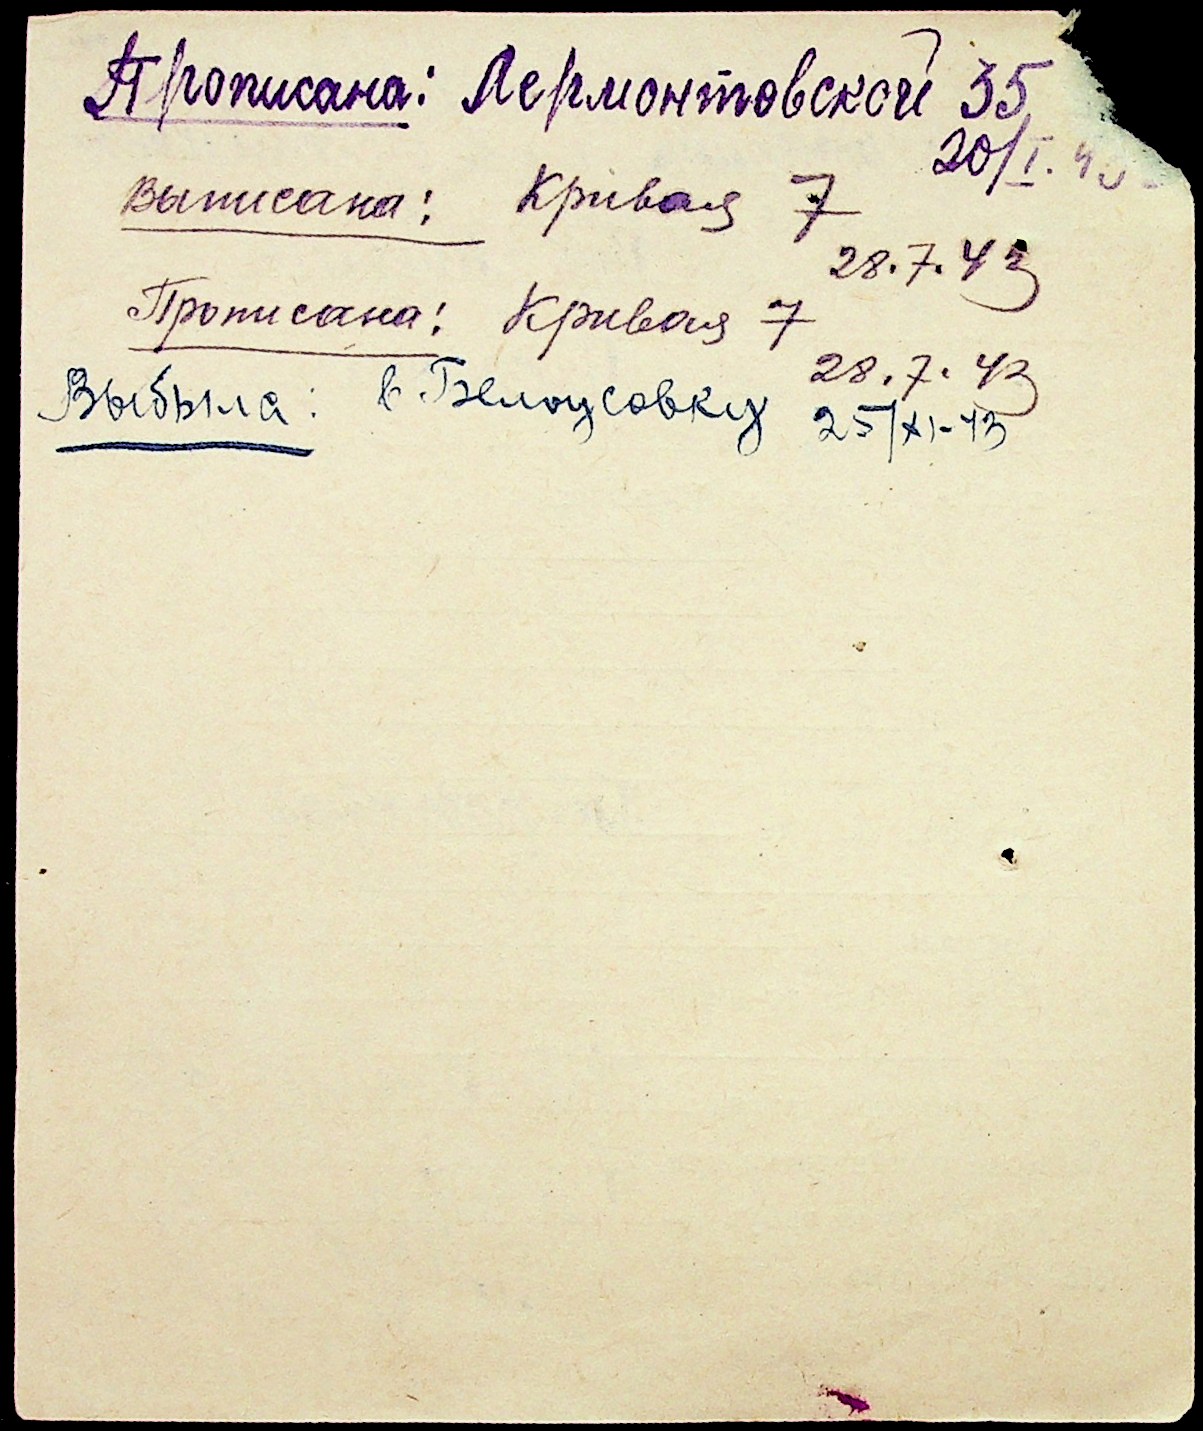 Прописана: Лермонтовской 35
20/I.
Выписана: Кривая 7
28.7.43
Прописана: Кривая 7
28.7.43
Выбыла: в Белоусовку 25/XI-43